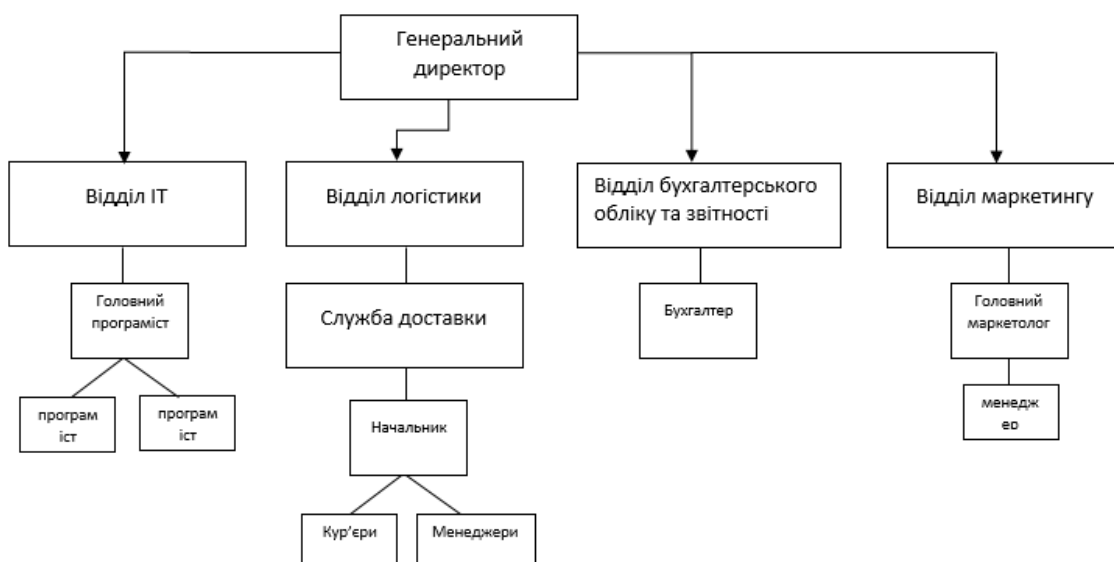 Генеральний
директор
Відділ ІТ
Відділ логістики
Відділ бухгалтерського
обліку та звітності
Відділ маркетингу
Головний
програміст
Служба доставки
Бухгалтер
Головний
маркетолог
програм
іст
програм
іст
Начальник
менедж
ер
Кур’єри
Менеджери